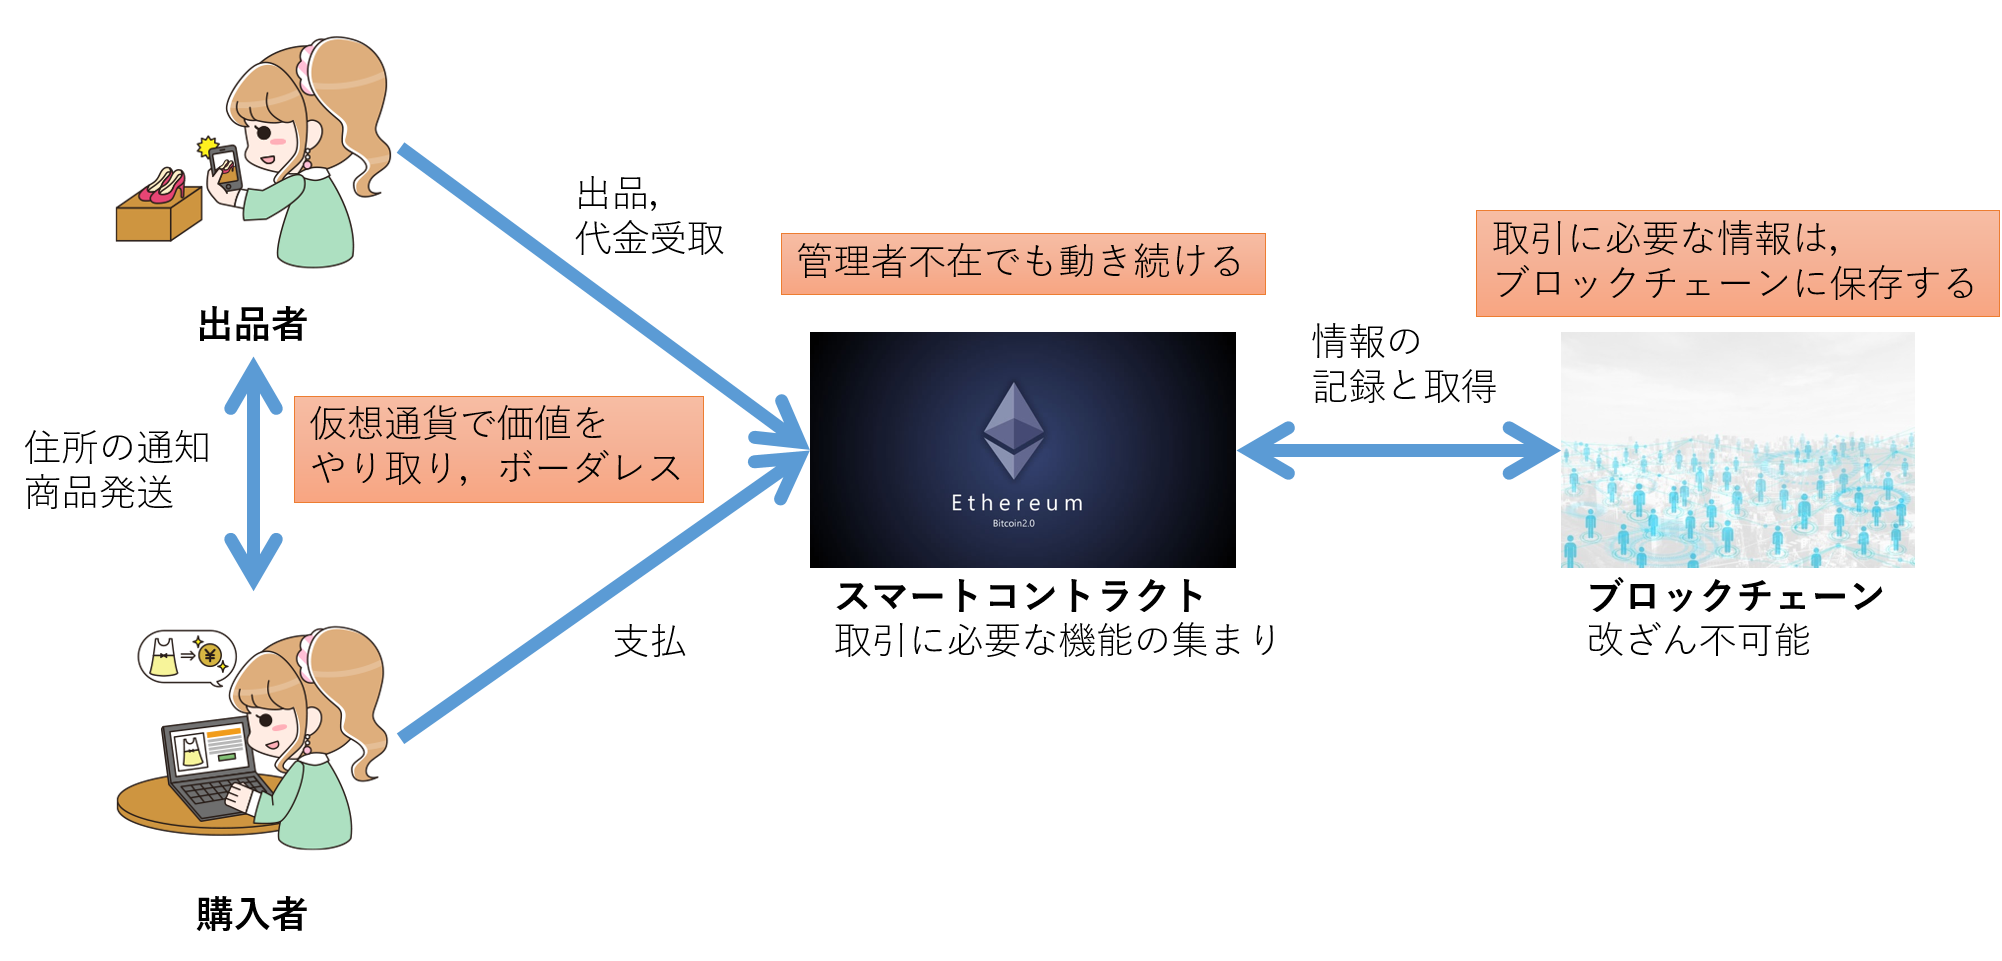 出品,
代金受取
管理者不在でも動き続ける
取引に必要な情報は,
ブロックチェーンに保存する
出品者
情報の
記録と取得
住所の通知
商品発送
仮想通貨で価値を
やり取り，ボーダレス
Ethereum
Bitcoin2.0
スマートコントラクト
取引に必要な機能の集まり
ブロックチェーン
改ざん不可能
支払
⇒¥
購入者